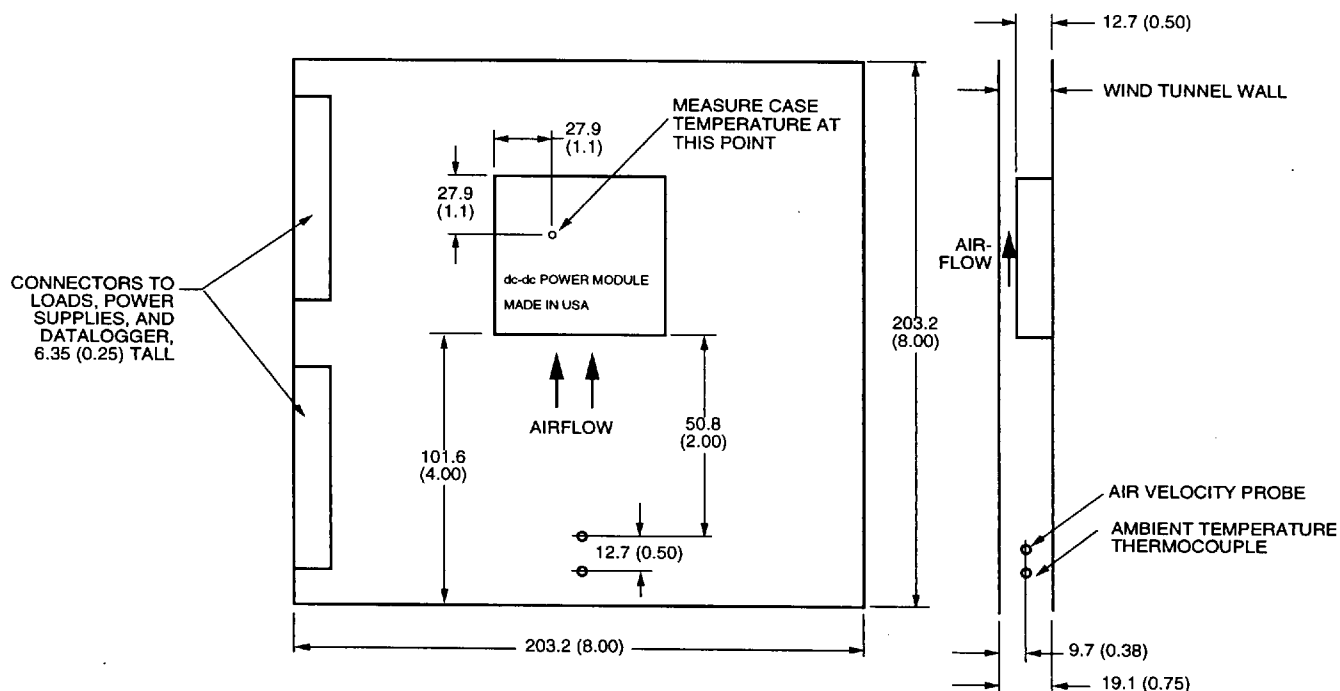 12.7 (0.50)
WIND TUNNEL WALL
MEASURE CASE
TEMPERATURE AT
THIS POINT
27.9
(1.1)
27.9
(1.1)
AIR-
FLOW
CONNECTORS TO
LOADS, POWER
SUPPLIES, AND
DATALOGGER,
6.35 (0.25) TALL
dc-dc POWER MODULE
MADE IN USA
203.2
(8.00)
AIRFLOW
50.8
(2.00)
101.6
(4.00)
AIR VELOCITY PROBE
AMBIENT TEMPERATURE
THERMOCOUPLE
12.7 (0.50)
203.2 (8.00)
9.7 (0.38)
19.1 (0.75)